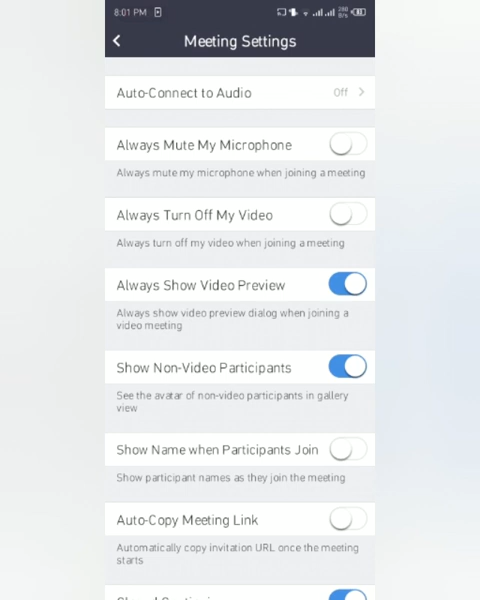 8:01 PM
280
B/s
Meeting Settings
Auto-Connect to Audio
Off
Always Mute My Microphone
Always mute my microphone when joining a meeting
Always Turn Off My Video
Always turn off my video when joining a meeting
Always Show Video Preview
Always show video preview dialog when joining a
video meeting
Show Non-Video Participants
See the avatar of non-video participants in gallery
view
Show Name when Participants Join
Show participant names as they join the meeting
Auto-Copy Meeting Link
Automatically copy invitation URL once the meeting
starts